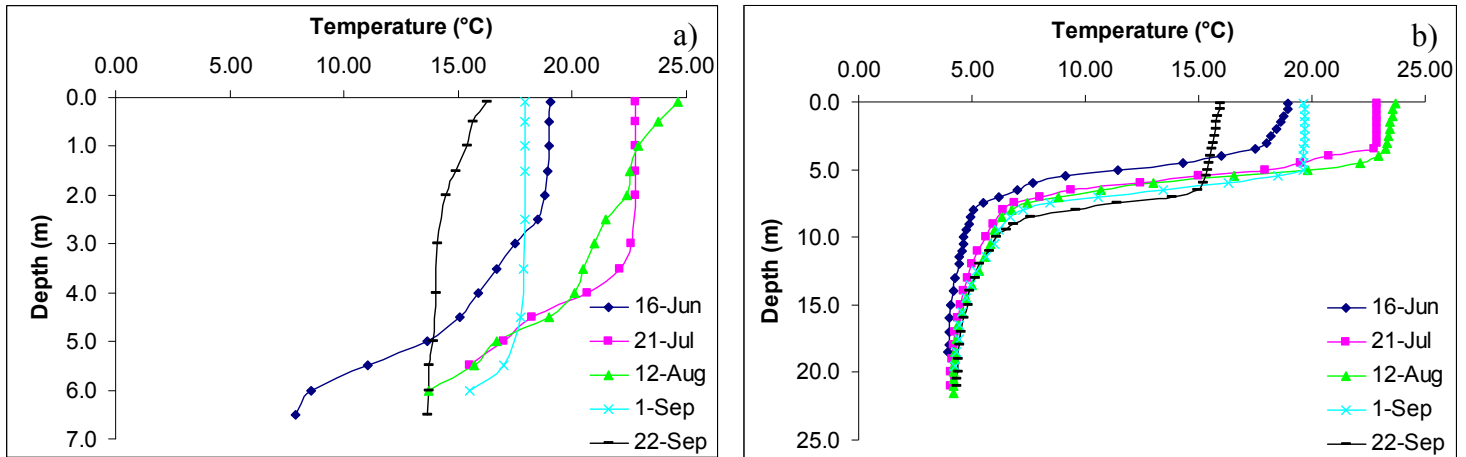 Temperature (°C)
a)
0.00 5.00 10.00 15.00 20.00 25.00
0.0
1.0
2.0
3.0
4.0
5.0
6.0
7.0
Depth (m)
16-Jun
21-Jul
12-Aug
1-Sep
22-Sep
Temperature (°C)
b)
0.00 5.00 10.00 15.00 20.00 25.00
0.0
5.0
10.0
15.0
20.0
25.0
Depth (m)
16-Jun
21-Jul
12-Aug
1-Sep
22-Sep